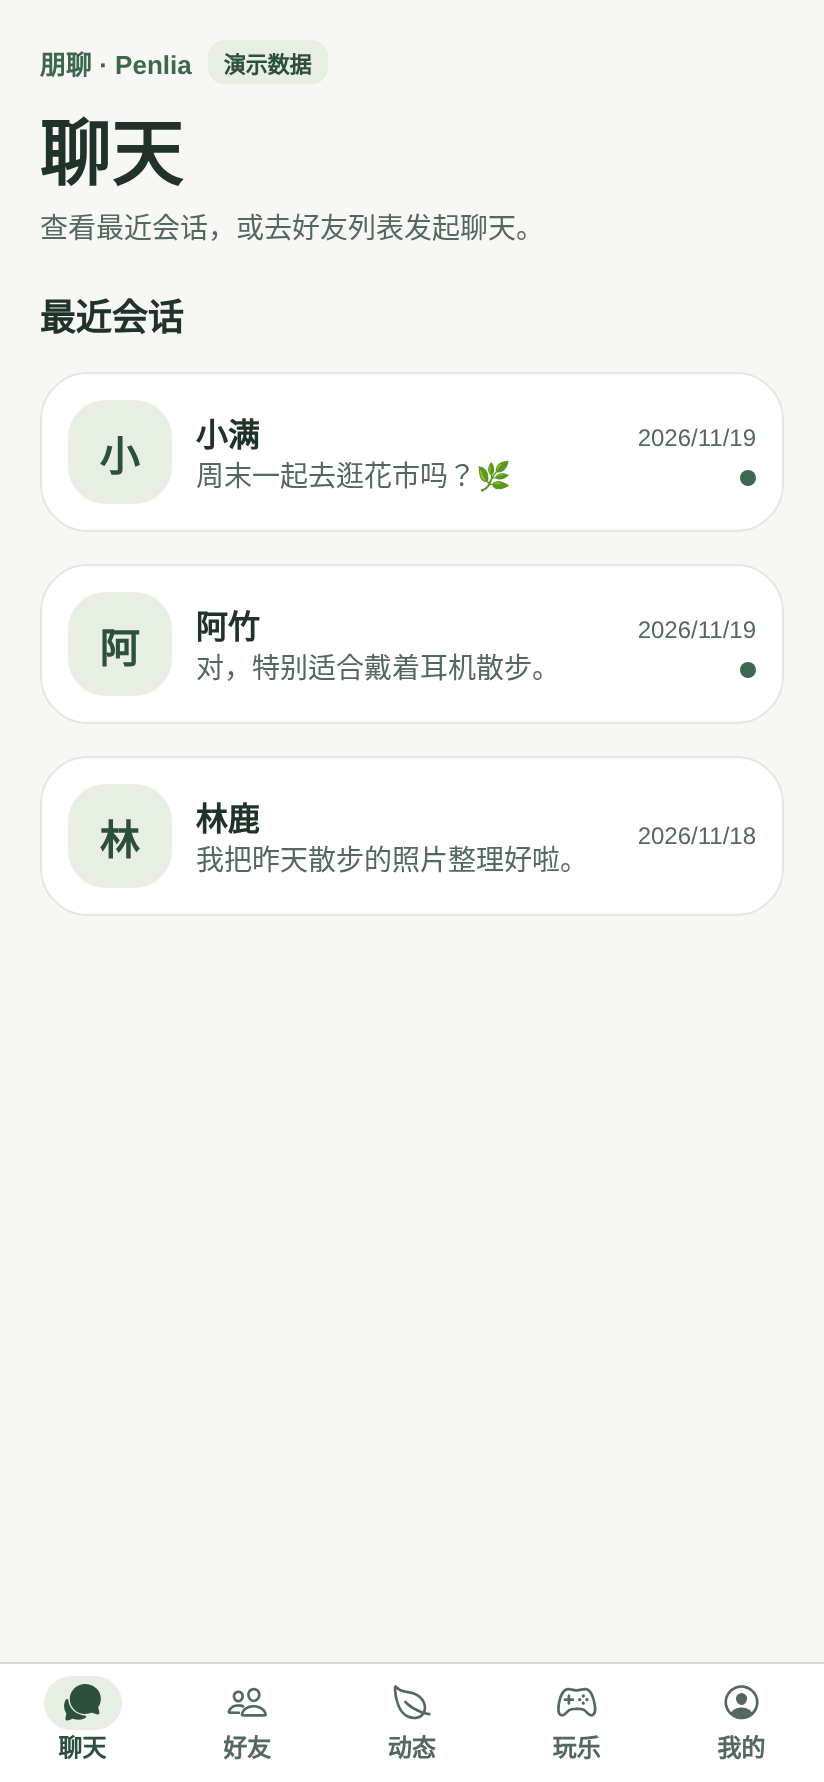 朋聊 · Penlia 演示数据
聊天
查看最近会话，或去好友列表发起聊天。
最近会话
小
小满
周末一起去逛花市吗？🌿
2026/11/19
阿
阿竹
对，特别适合戴着耳机散步。
2026/11/19
林
林鹿
我把昨天散步的照片整理好啦。
2026/11/18
聊天 好友 动态 玩乐 我的